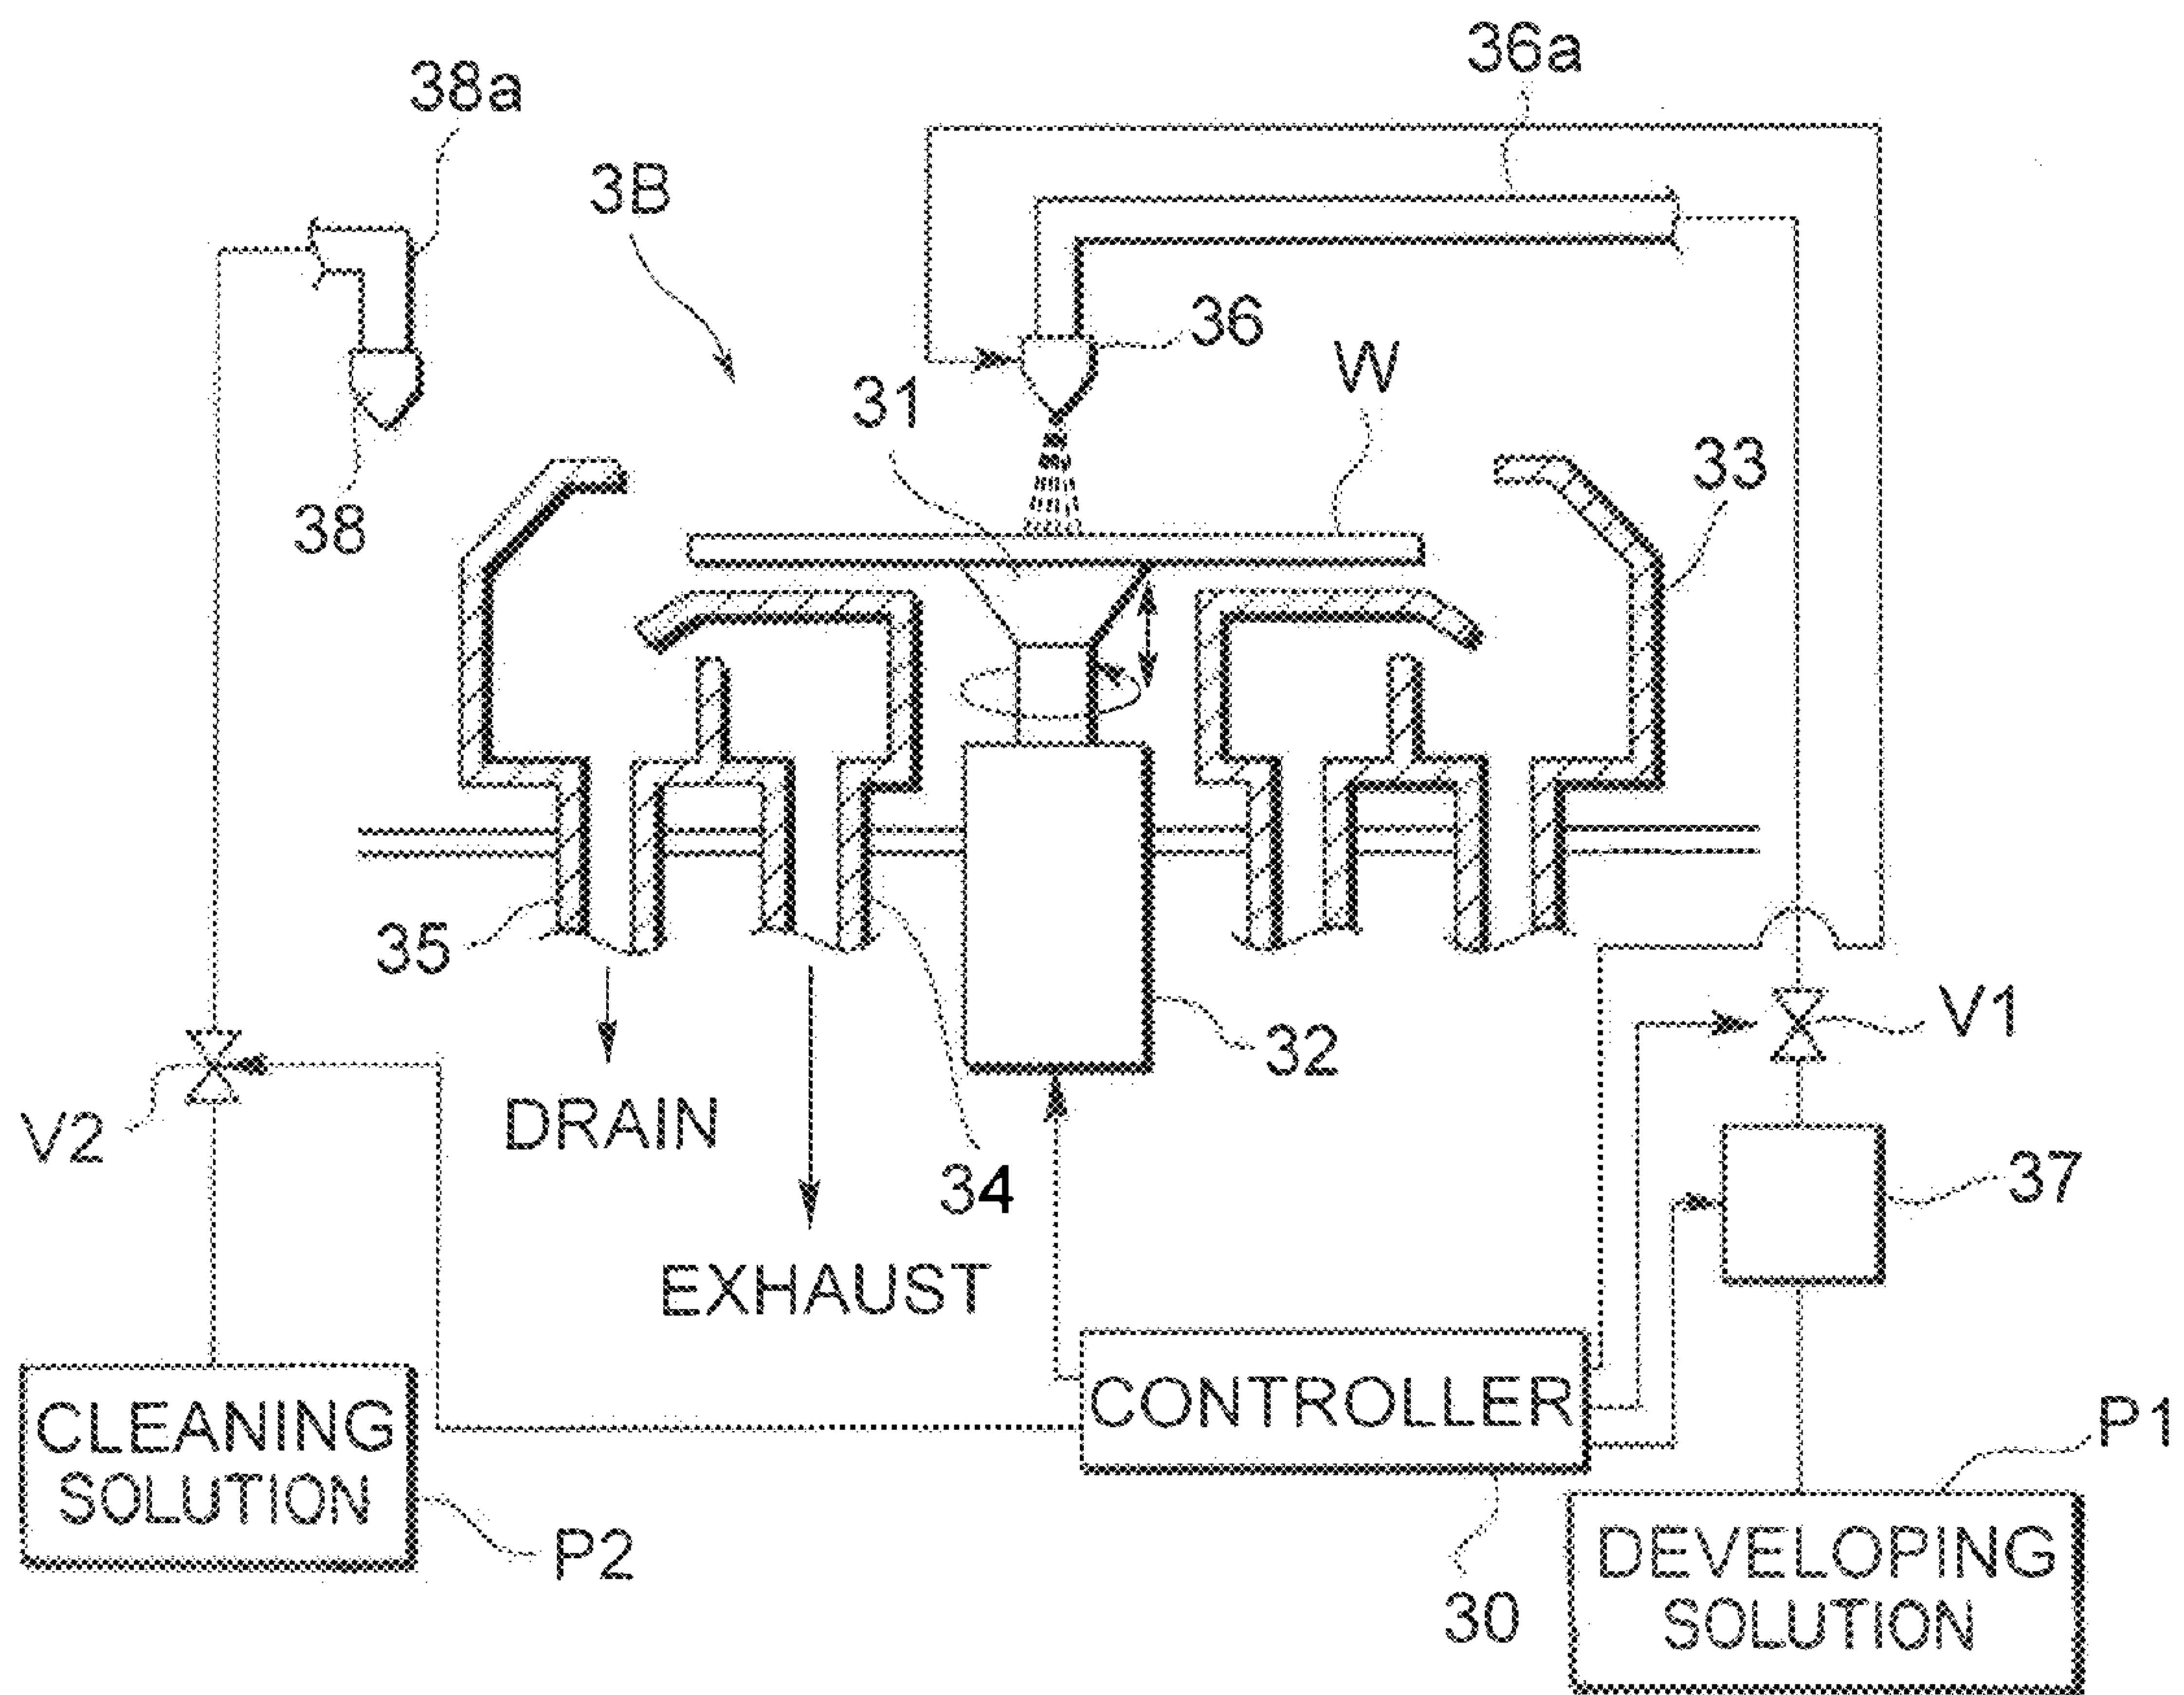 36a
38a
3B
36
W
31
33
38
35
32
V1
V2
DRAIN
34
37
EXHAUST
CONTROLLER
CLEANING
SOLUTION
P1
P2
30
DEVELOPING
SOLUTION